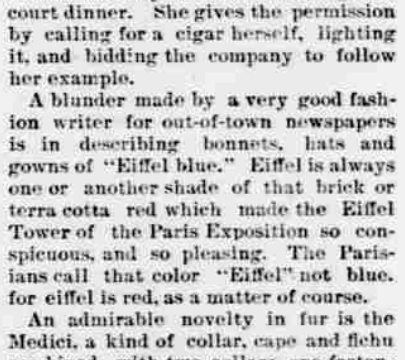 court dinner. She gives the permission
by calling for a cigar herself, lighting
it, and bidding the company to follow
her example.
A blunder made by a very good fash-
ion writer for out-of-town newspapers
is in describing bonnets, hats and
gowns of "Eiffel blue." Eiffel is always
one or another shade of that brick or
terra cotta red which made the Eiffel
Tower of the Paris Exposition so con-
spicuous, and so pleasing. The Paris-
ians call that color "Eiffel" not blue.
for eiffel is red, as a matter of course.
An admirable novelty in fur is the
Medici, a kind of collar, cape and fichu